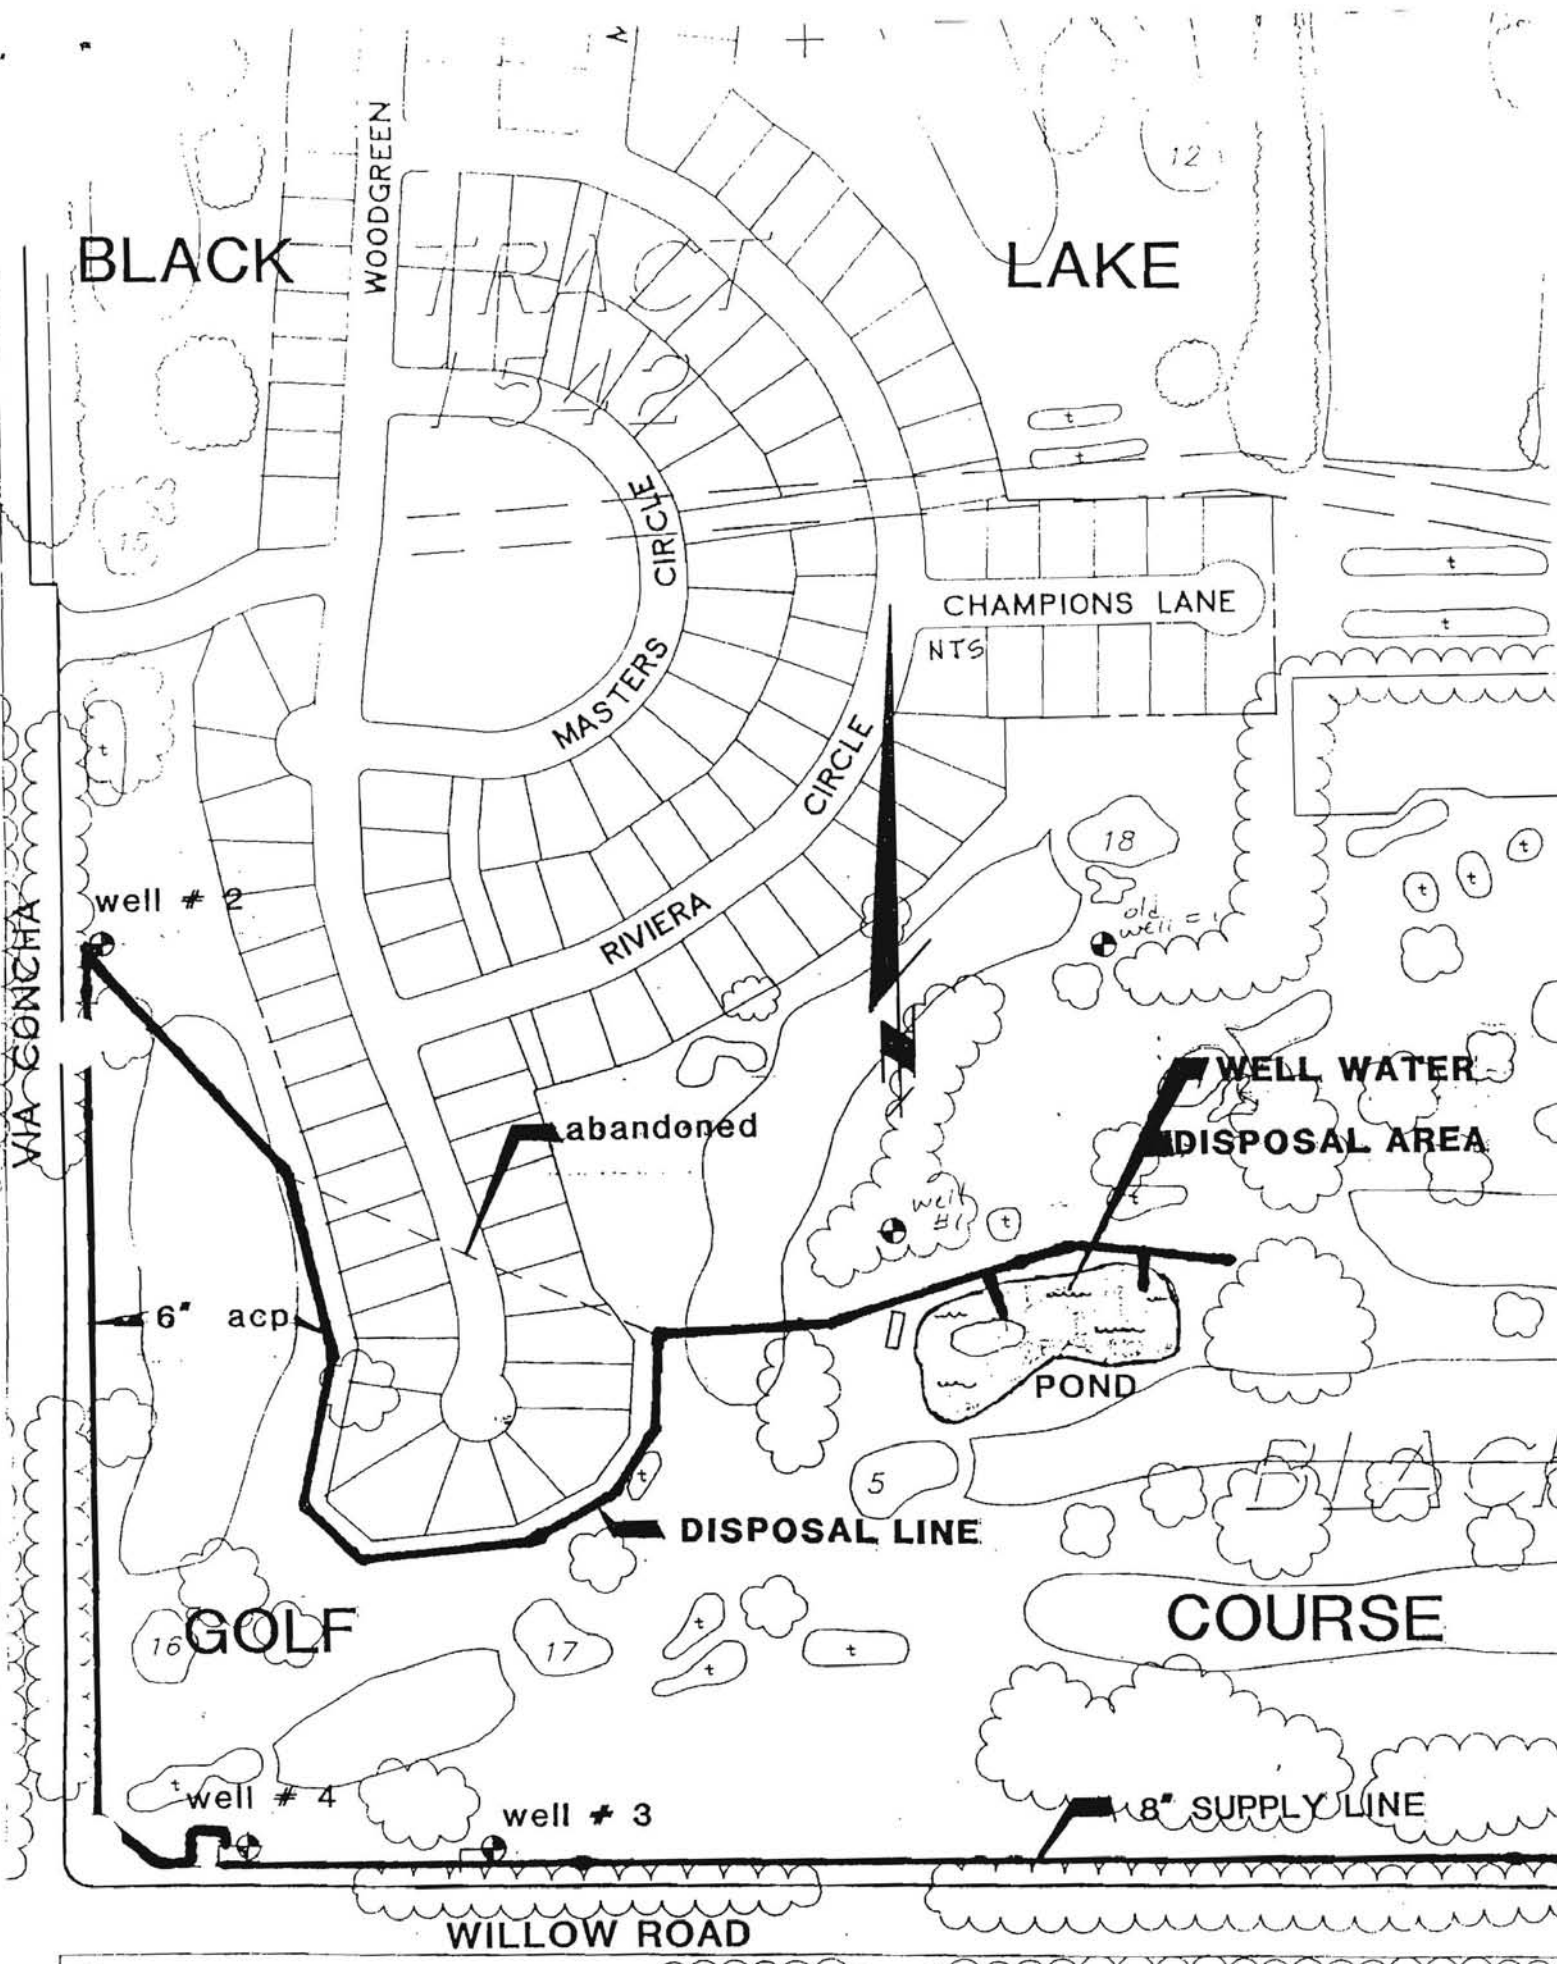 12
WOODGREEN
BLACK
LAKE
TRACT
1542
t
t
15
CIRCLE
t
CHAMPIONS LANE
t
NTS
MASTERS
t
CIRCLE
18
t
t
t
well # 2
old
well = 1
RIVIERA
VIA CONCHA
WELL WATER
abandoned
DISPOSAL AREA
t
well
#1
t
6" acp
POND
t
5
DISPOSAL LINE
GOLF
COURSE
16
17
t
t
t
t
well # 4
well # 3
8" SUPPLY LINE
WILLOW ROAD